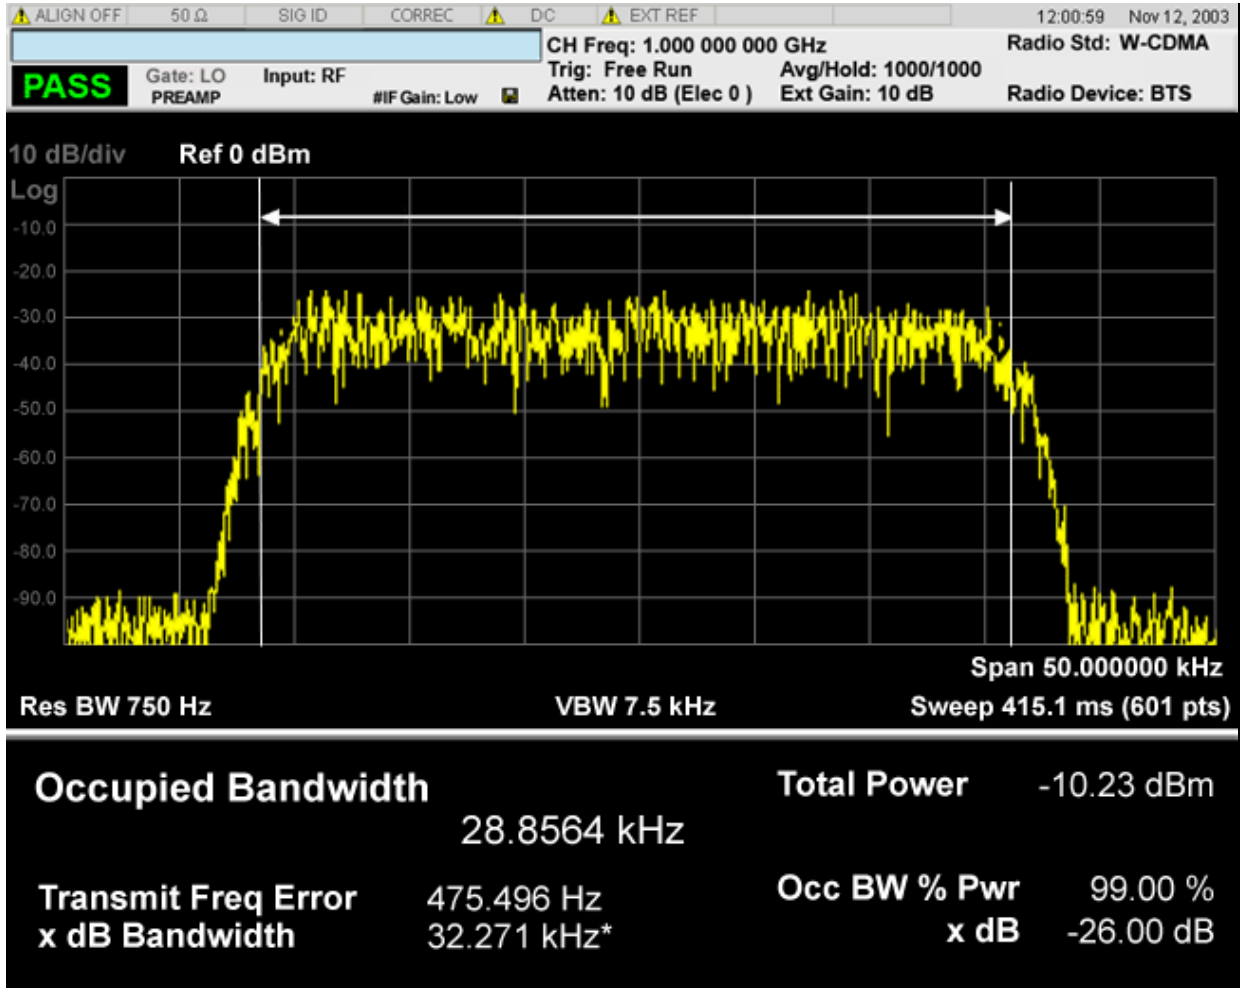 ALIGN OFF 50 Ω SIG ID CORREC DC EXT REF 12:00:59 Nov 12, 2003
CH Freq: 1.000 000 000 GHz Radio Std: W-CDMA
PASS Gate: LO Input: RF Trig: Free Run Avg/Hold: 1000/1000
PREAMP #IF Gain: Low Atten: 10 dB (Elec 0 ) Ext Gain: 10 dB Radio Device: BTS
10 dB/div Ref 0 dBm
Log
-10.0
-20.0
-30.0
-40.0
-50.0
-60.0
-70.0
-80.0
-90.0
Span 50.000000 kHz
Res BW 750 Hz VBW 7.5 kHz Sweep 415.1 ms (601 pts)
Occupied Bandwidth Total Power -10.23 dBm
28.8564 kHz
Transmit Freq Error 475.496 Hz Occ BW % Pwr 99.00 %
x dB Bandwidth 32.271 kHz* x dB -26.00 dB